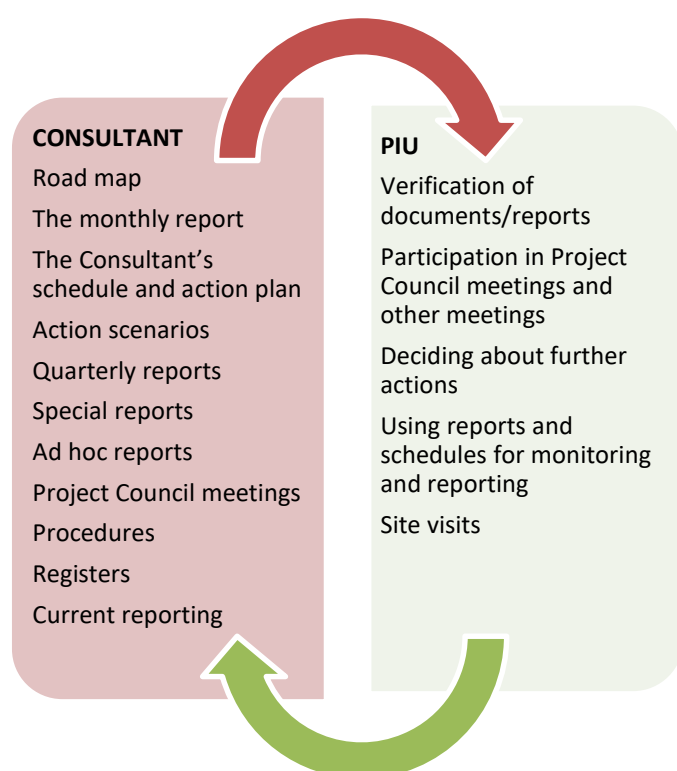 CONSULTANT
Road map
The monthly report
The Consultant’s
schedule and action plan
Action scenarios
Quarterly reports
Special reports
Ad hoc reports
Project Council meetings
Procedures
Registers
Current reporting
PIU
Verification of
documents/reports
Participation in Project
Council meetings and
other meetings
Deciding about further
actions
Using reports and
schedules for monitoring
and reporting
Site visits